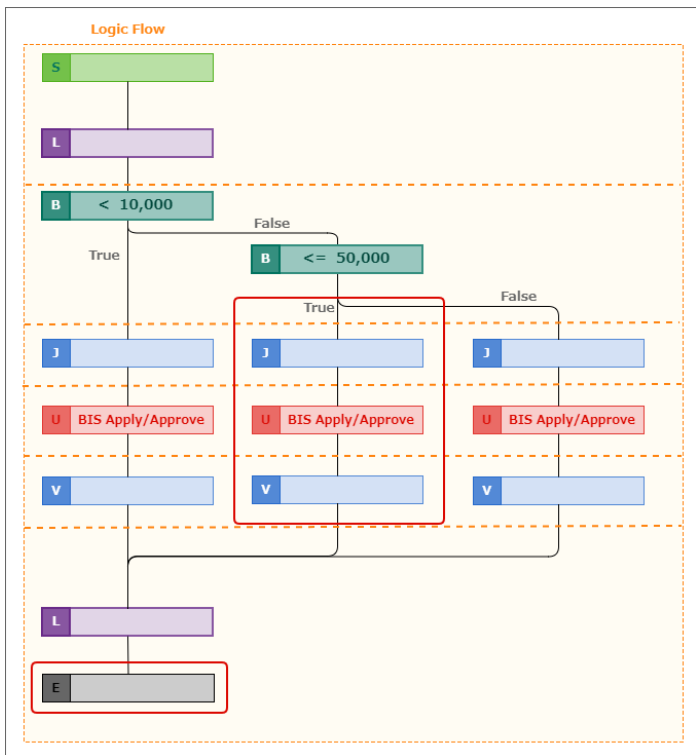 Logic Flow
S
L
B < 10,000
False
True
B <= 50,000
True
False
J
J
J
U BIS Apply/Approve
U BIS Apply/Approve
U BIS Apply/Approve
V
V
V
L
E